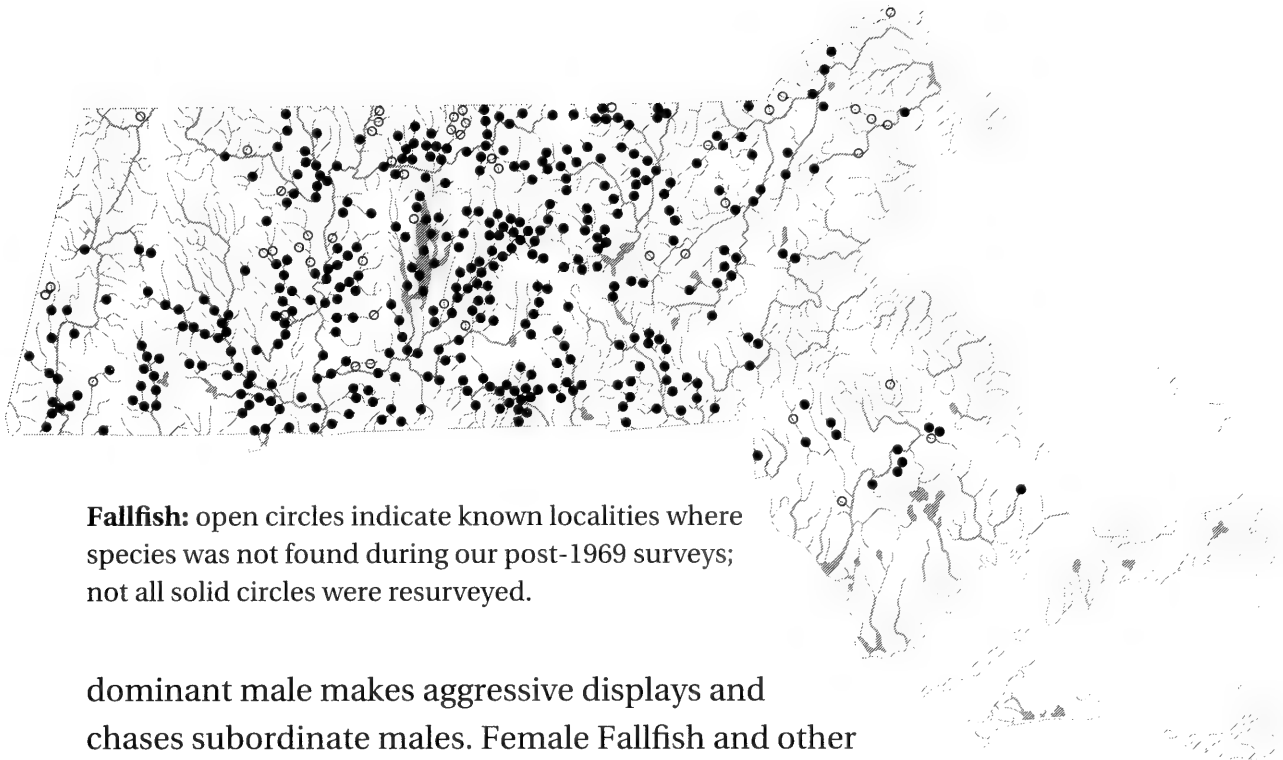 Fallfish: open circles indicate known localities where
species was not found during our post-1969 surveys;
not all solid circles were resurveyed.
dominant male makes aggressive displays and
chases subordinate males. Female Fallfish and other